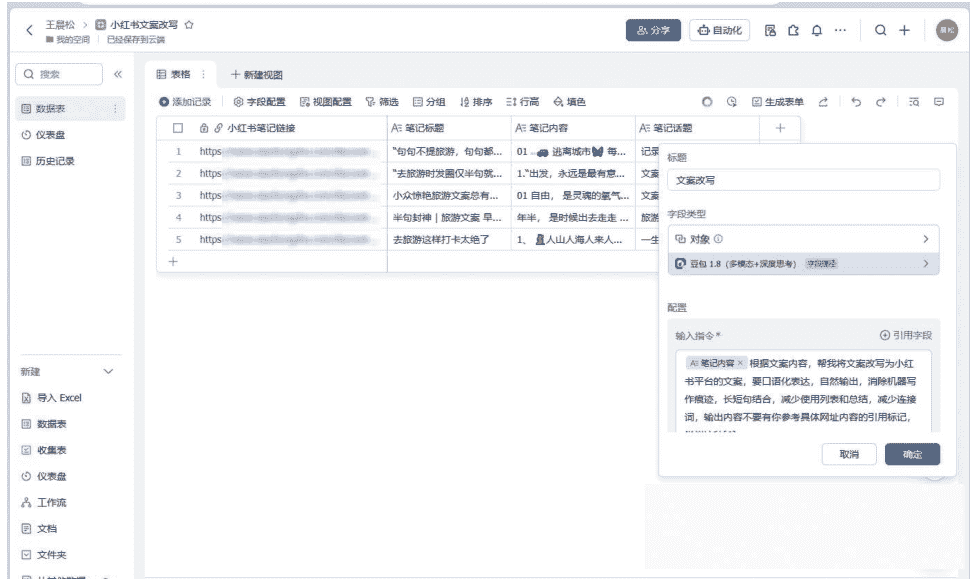 王晨松 > 小红书文案改写
我的空间 已经保存到云端
分享
自动化
晨松
搜索
数据表
仪表盘
历史记录
新建
导入 Excel
数据表
收集表
仪表盘
工作流
文档
文件夹
表格 新建视图
添加记录 字段配置 视图配置 筛选 分组 排序 行高 填色 生成表单
小红书笔记链接 笔记标题 笔记内容 笔记话题
1 https “句句不提旅游，句句都... 01 逃离城市 每... 记录
2 https “去旅游时发圈仅半句就... 1.“出发，永远是最有意... 文案
3 https 小众惊艳旅游文案总有... 01 自由， 是灵魂的氢气... 文案
4 https 半句封神｜旅游文案 早... 年半， 是时候出去走走 ... 旅游
5 https 去旅游这样打卡太绝了 1、 人山人海人来人... 一生
标题
文案改写
字段类型
对象
豆包 1.8（多模态+深度思考） 字段捷径
配置
输入指令* 引用字段
笔记内容 × 根据文案内容，帮我将文案改写为小红
书平台的文案，要口语化表达，自然输出，消除机器写
作痕迹，长短句结合，减少使用列表和总结，减少连接
词，输出内容不要有你参考具体网址内容的引用标记，
取消 确定